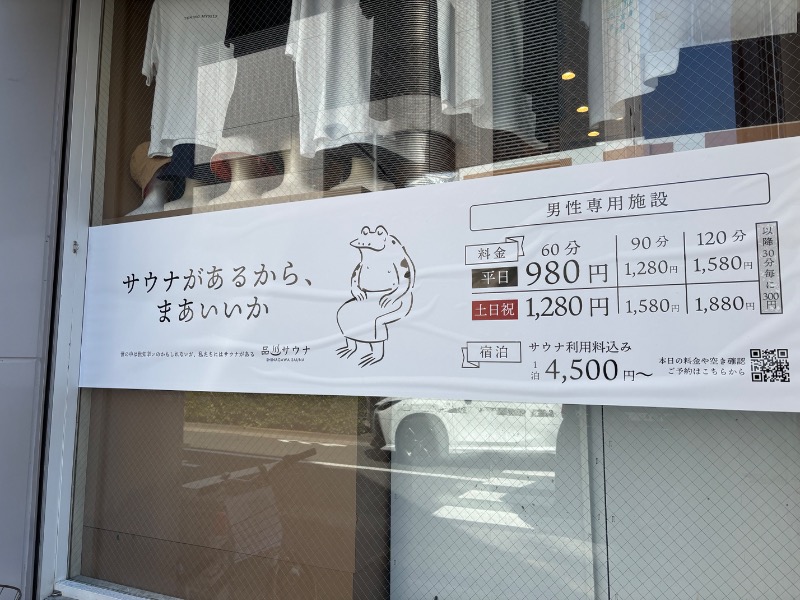 サウナがあるから、
まあいいか
品川サウナ
SHINAGAWA SAUNA
男性専用施設
料金 60分 90分 120分
平日 980円 1,280円 1,580円
土日祝 1,280円 1,580円 1,880円
以降30分毎に300円
宿泊 サウナ利用料込み
1泊 4,500円〜
本日の料金や空き確認
ご予約はこちらから